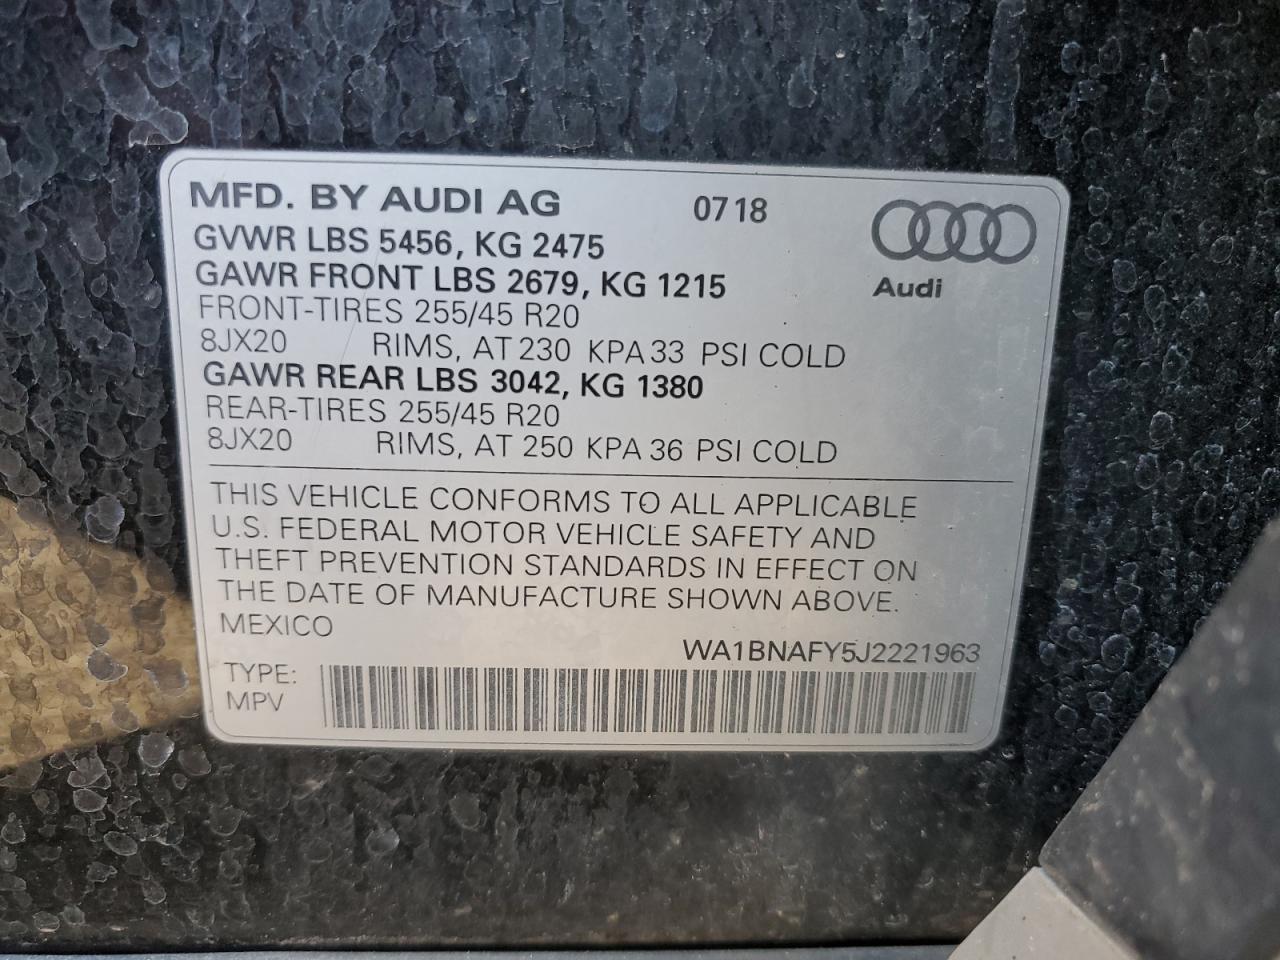 MFD. BY AUDI AG 0718
GVWR LBS 5456, KG 2475
GAWR FRONT LBS 2679, KG 1215
Audi
FRONT-TIRES 255/45 R20
8JX20 RIMS, AT 230 KPA 33 PSI COLD
GAWR REAR LBS 3042, KG 1380
REAR-TIRES 255/45 R20
8JX20 RIMS, AT 250 KPA 36 PSI COLD
THIS VEHICLE CONFORMS TO ALL APPLICABLE
U.S. FEDERAL MOTOR VEHICLE SAFETY AND
THEFT PREVENTION STANDARDS IN EFFECT ON
THE DATE OF MANUFACTURE SHOWN ABOVE.
MEXICO
WA1BNAFY5J2221963
TYPE:
MPV